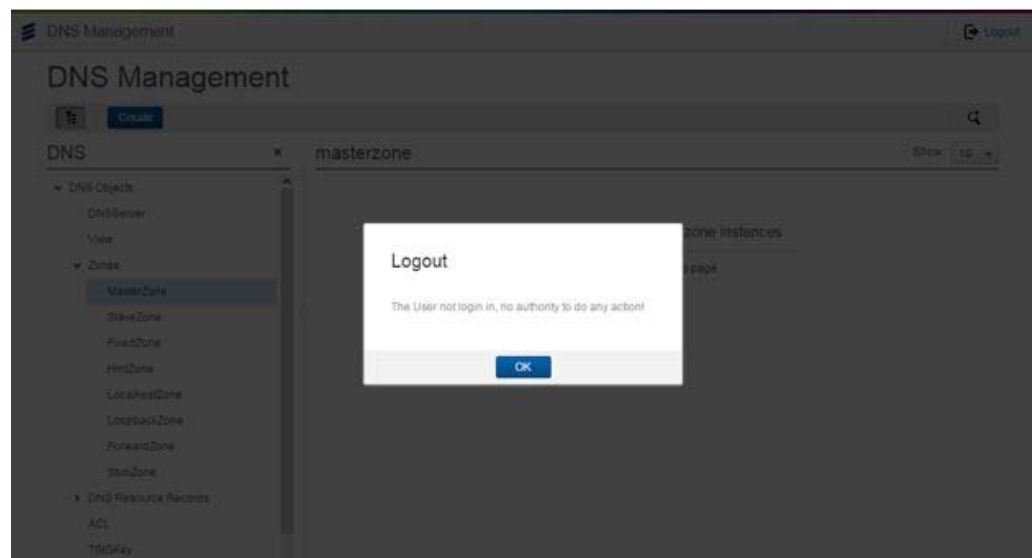 DNS Management
Logout
DNS Management
Create
DNS
masterzone
Show 10
DNS Objects
DNSServer
View
Zones
MasterZone
SlaveZone
FixedZone
HintZone
LocalhostZone
LoopbackZone
ForwardZone
StubZone
DNS Resource Records
ACL
TSIGKey
zone instances
page
Logout
The User not login in, no authority to do any action!
OK